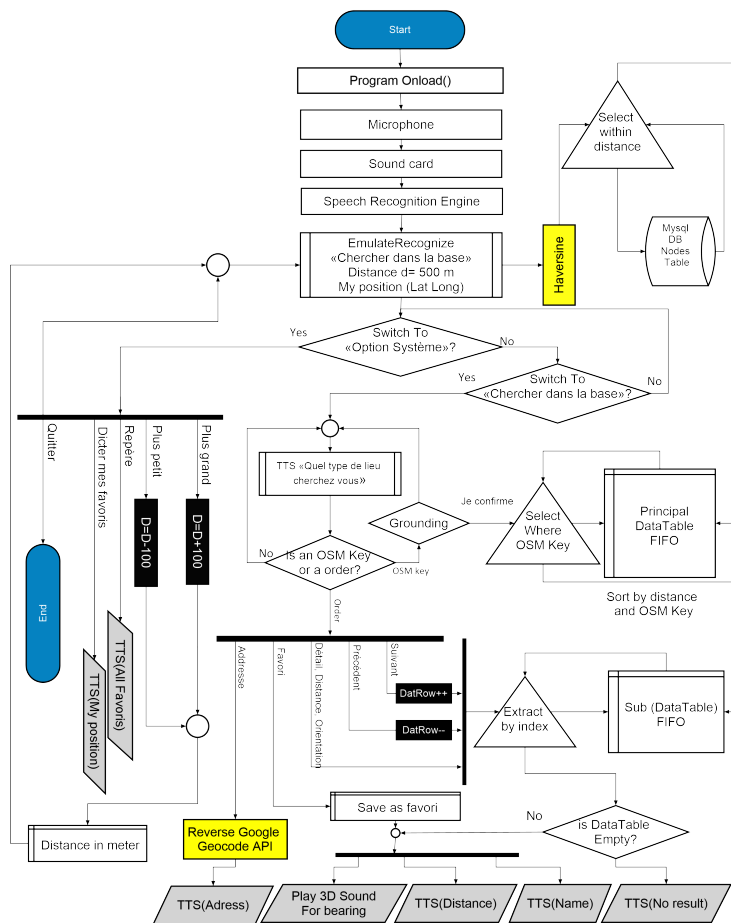 Start
Program Onload()
Microphone
Sound card
Speech Recognition Engine
EmulateRecognize
«Chercher dans la base»
Distance d= 500 m
My position (Lat Long)
Haversine
Select
within
distance
Mysql
DB
Nodes
Table
Switch To
«Option Système»?
Yes
No
Switch To
«Chercher dans la base»?
Yes
No
Quitter
Dicter mes favoris
Repère
Plus petit
Plus grand
D=D-100
D=D+100
End
TTS(My position)
TTS(All Favoris)
Distance in meter
TTS «Quel type de lieu
cherchez vous»
Is an OSM Key
or a order?
No
OSM key
Order
Grounding
Je confirme
Select
Where
OSM Key
Principal
DataTable
FIFO
Sort by distance
and OSM Key
Addresse
Favori
Détail, Distance, Orientation
Précédent
Suivant
DatRow++
DatRow--
Extract
by index
Sub (DataTable)
FIFO
Save as favori
No
is DataTable
Empty?
Reverse Google
Geocode API
TTS(Adress)
Play 3D Sound
For bearing
TTS(Distance)
TTS(Name)
TTS(No result)